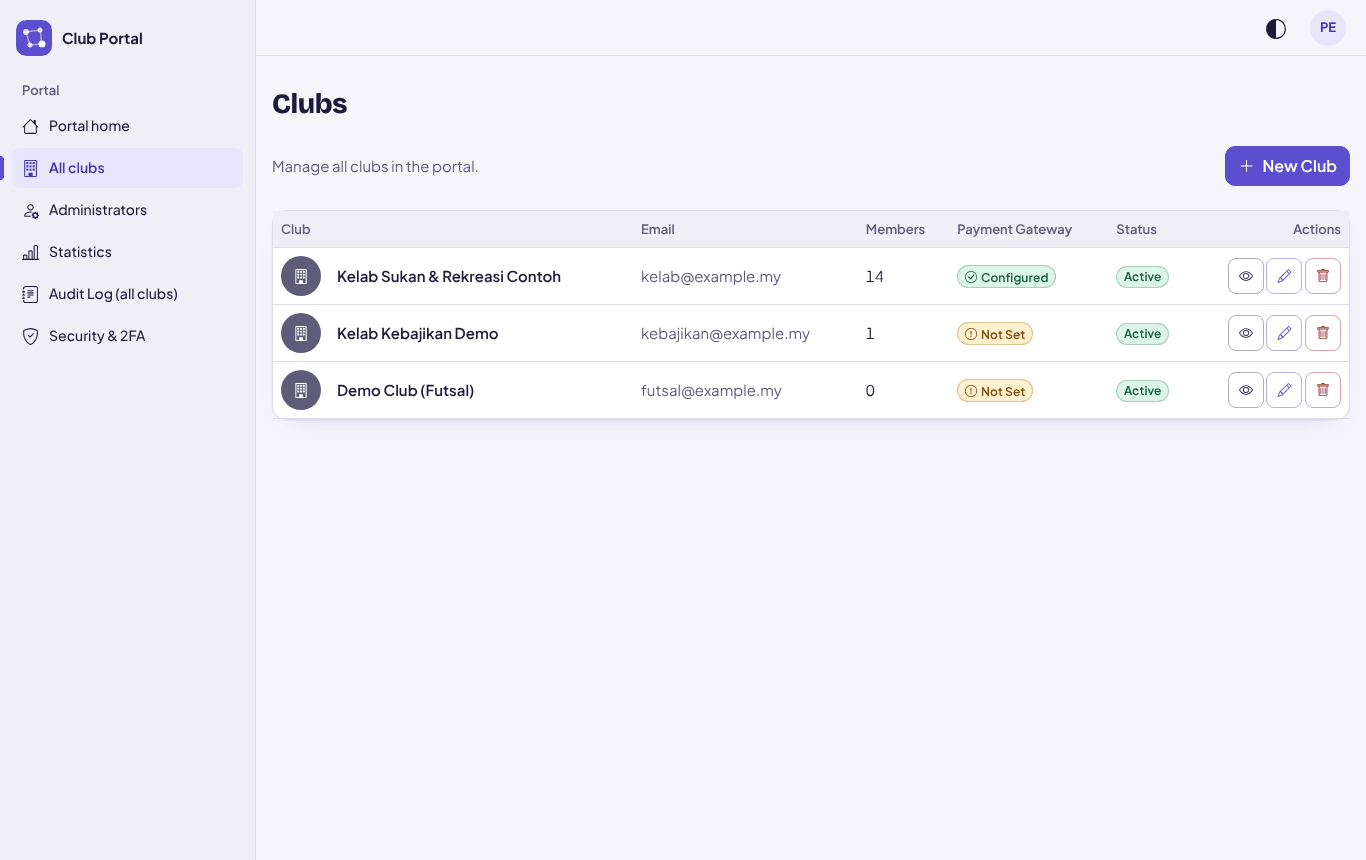 Club Portal
PE
Portal
Portal home
All clubs
Administrators
Statistics
Audit Log (all clubs)
Security & 2FA
Clubs
Manage all clubs in the portal.
New Club
Club Email Members Payment Gateway Status Actions
Kelab Sukan & Rekreasi Contoh kelab@example.my 14 Configured Active
Kelab Kebajikan Demo kebajikan@example.my 1 Not Set Active
Demo Club (Futsal) futsal@example.my 0 Not Set Active